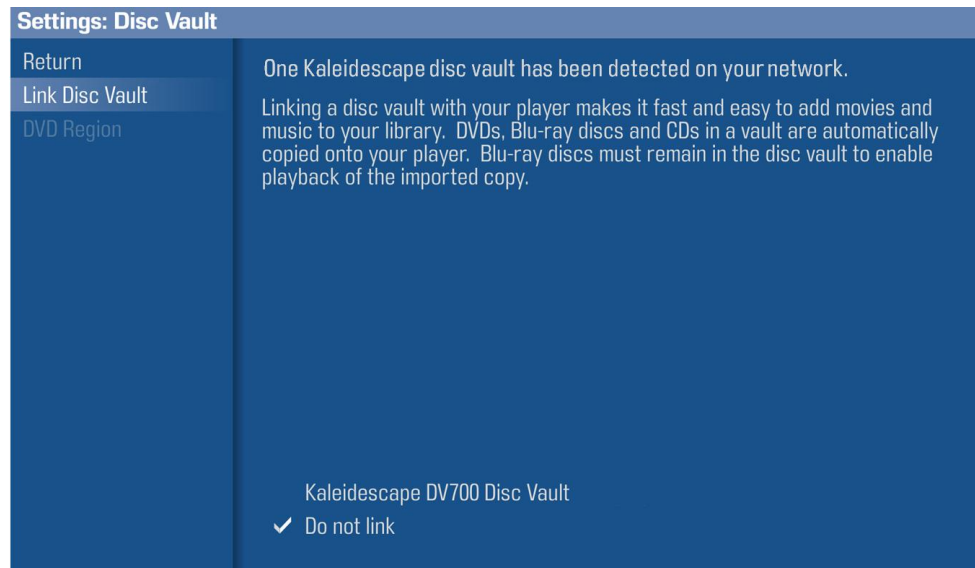 Settings: Disc Vault
Return
Link Disc Vault
DVD Region
One Kaleidescape disc vault has been detected on your network.
Linking a disc vault with your player makes it fast and easy to add movies and
music to your library. DVDs, Blu-ray discs and CDs in a vault are automatically
copied onto your player. Blu-ray discs must remain in the disc vault to enable
playback of the imported copy.
Kaleidescape DV700 Disc Vault
Do not link